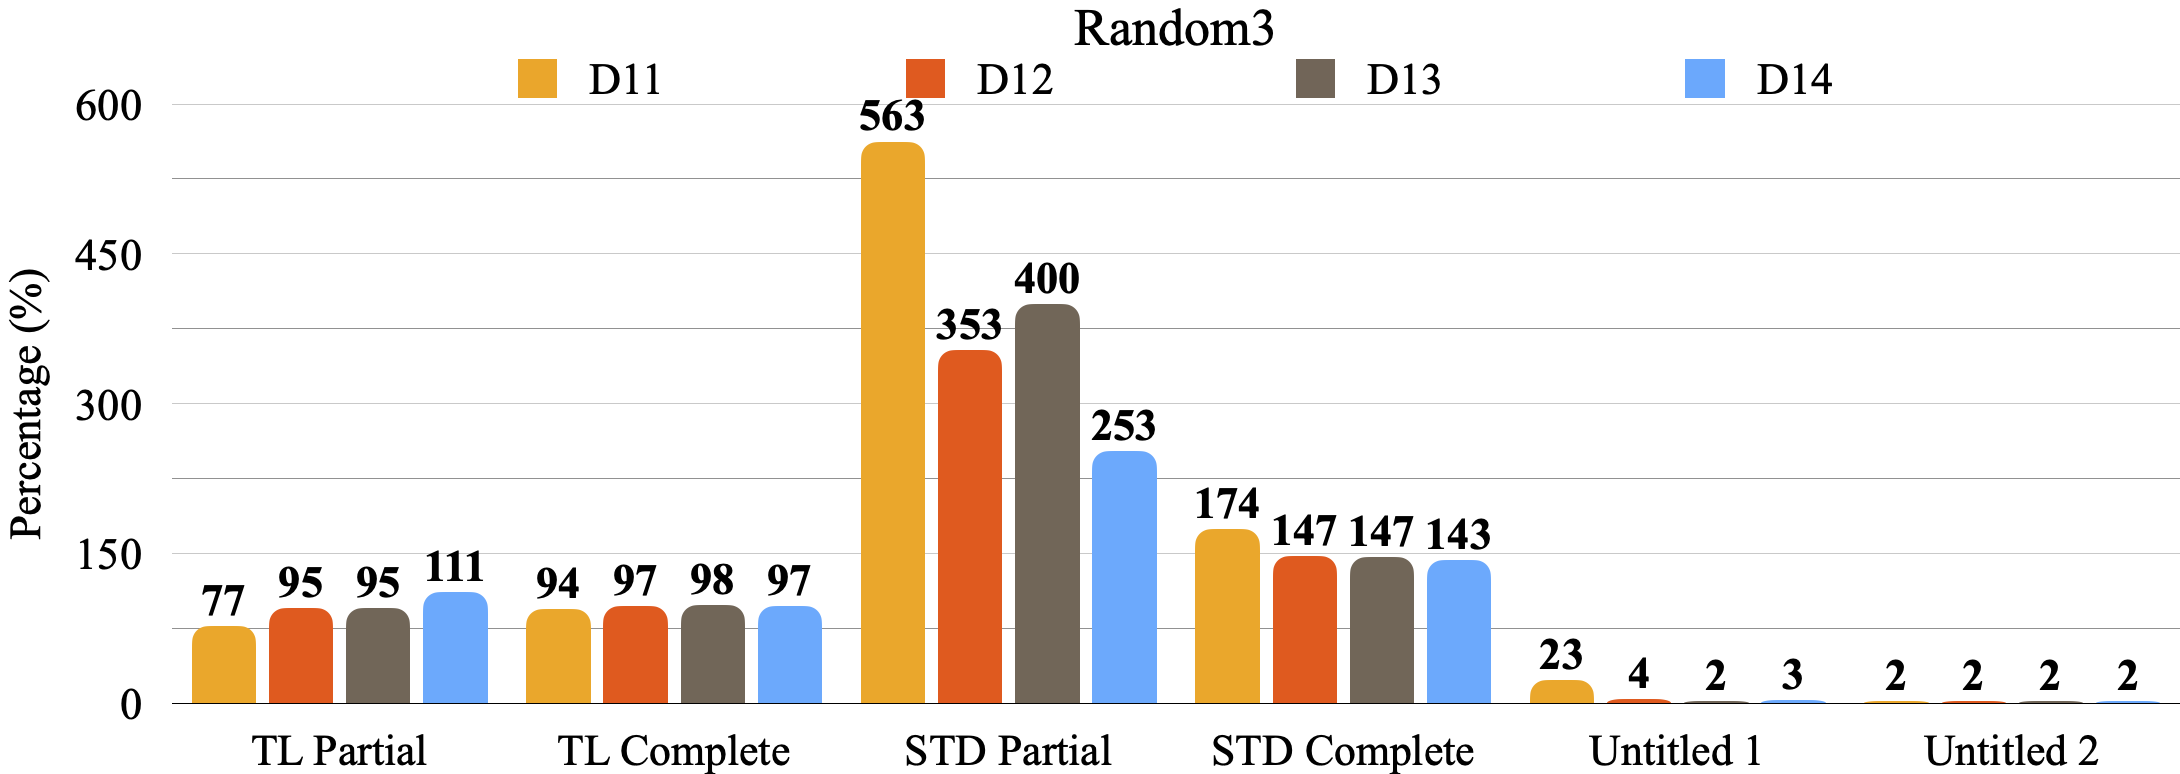 Random3
D11 D12 D13 D14
Percentage (%)
600
450
300
150
0
77 95 95 111
94 97 98 97
563 353 400 253
174 147 147 143
23 4 2 3
2 2 2 2
TL Partial TL Complete STD Partial STD Complete Untitled 1 Untitled 2